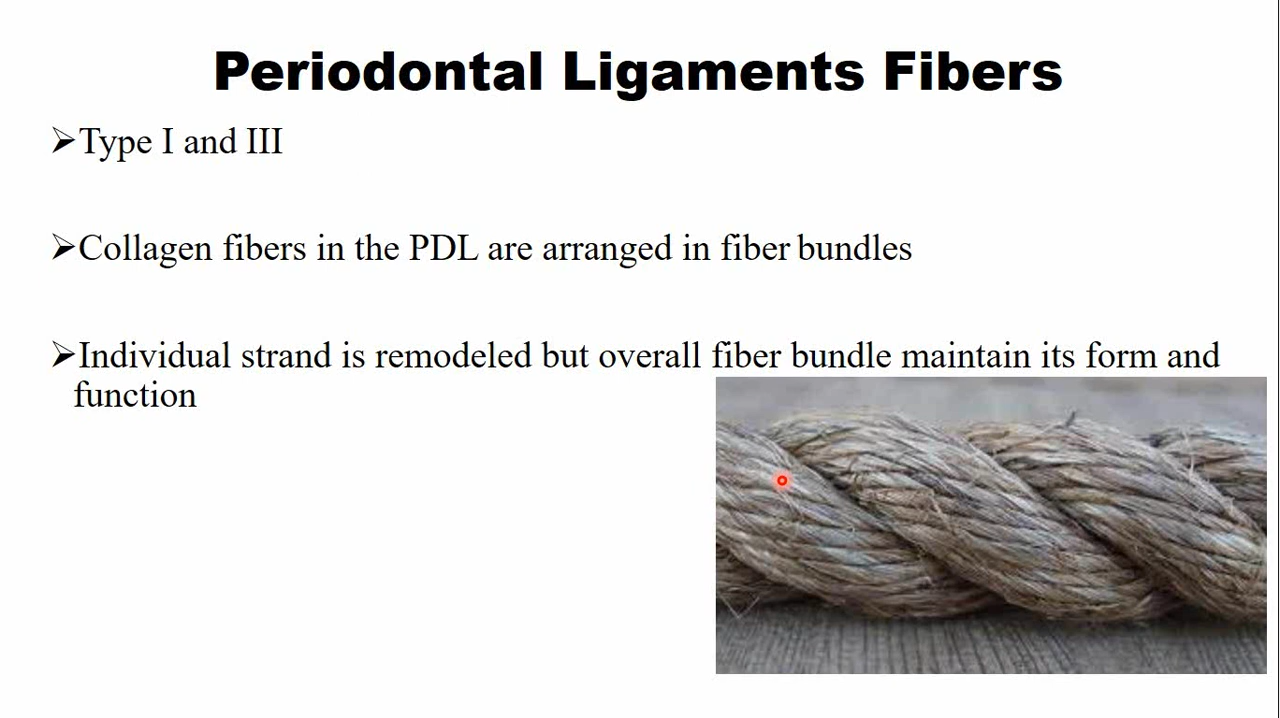 Periodontal Ligaments Fibers
➢Type I and III
➢Collagen fibers in the PDL are arranged in fiber bundles
➢Individual strand is remodeled but overall fiber bundle maintain its form and
function